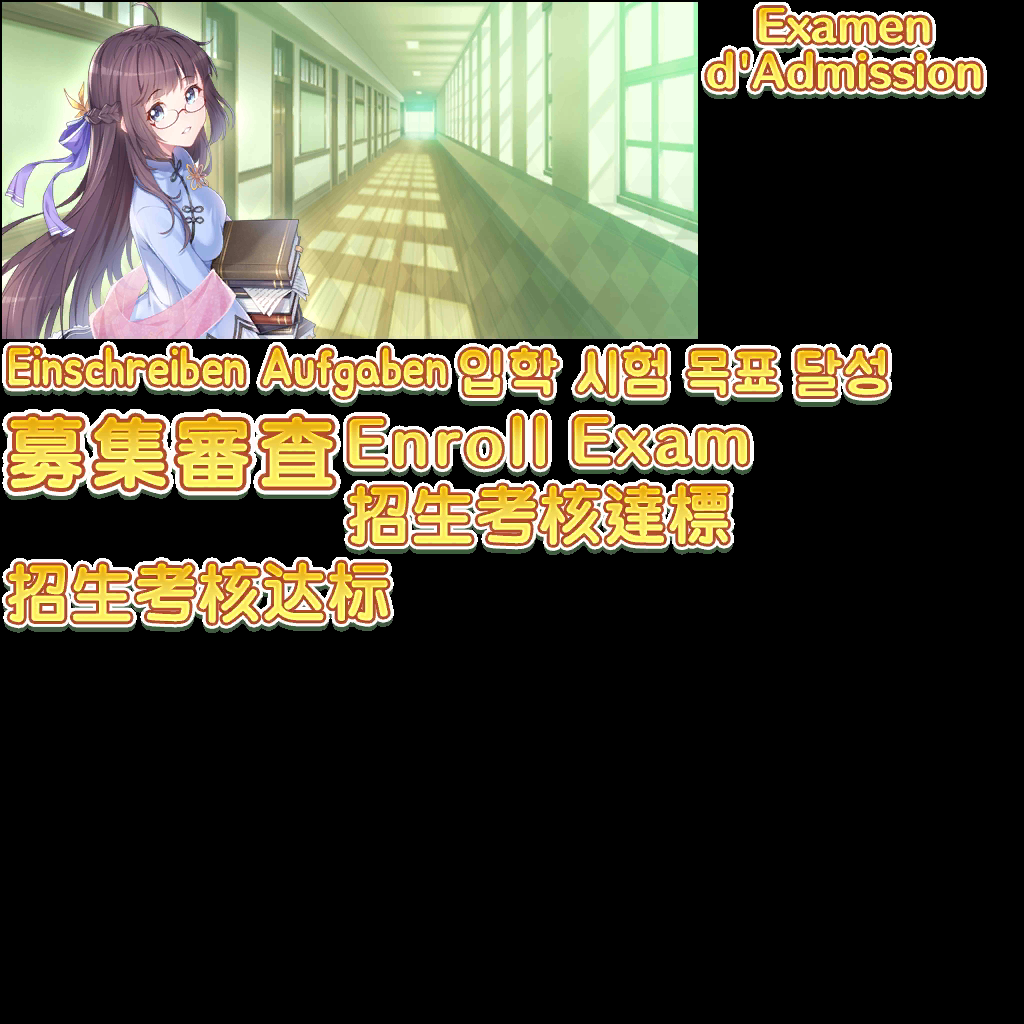 Examen
d'Admission
Einschreiben Aufgaben
입학 시험 목표 달성
募集審査
Enroll Exam
招生考核達標
招生考核达标